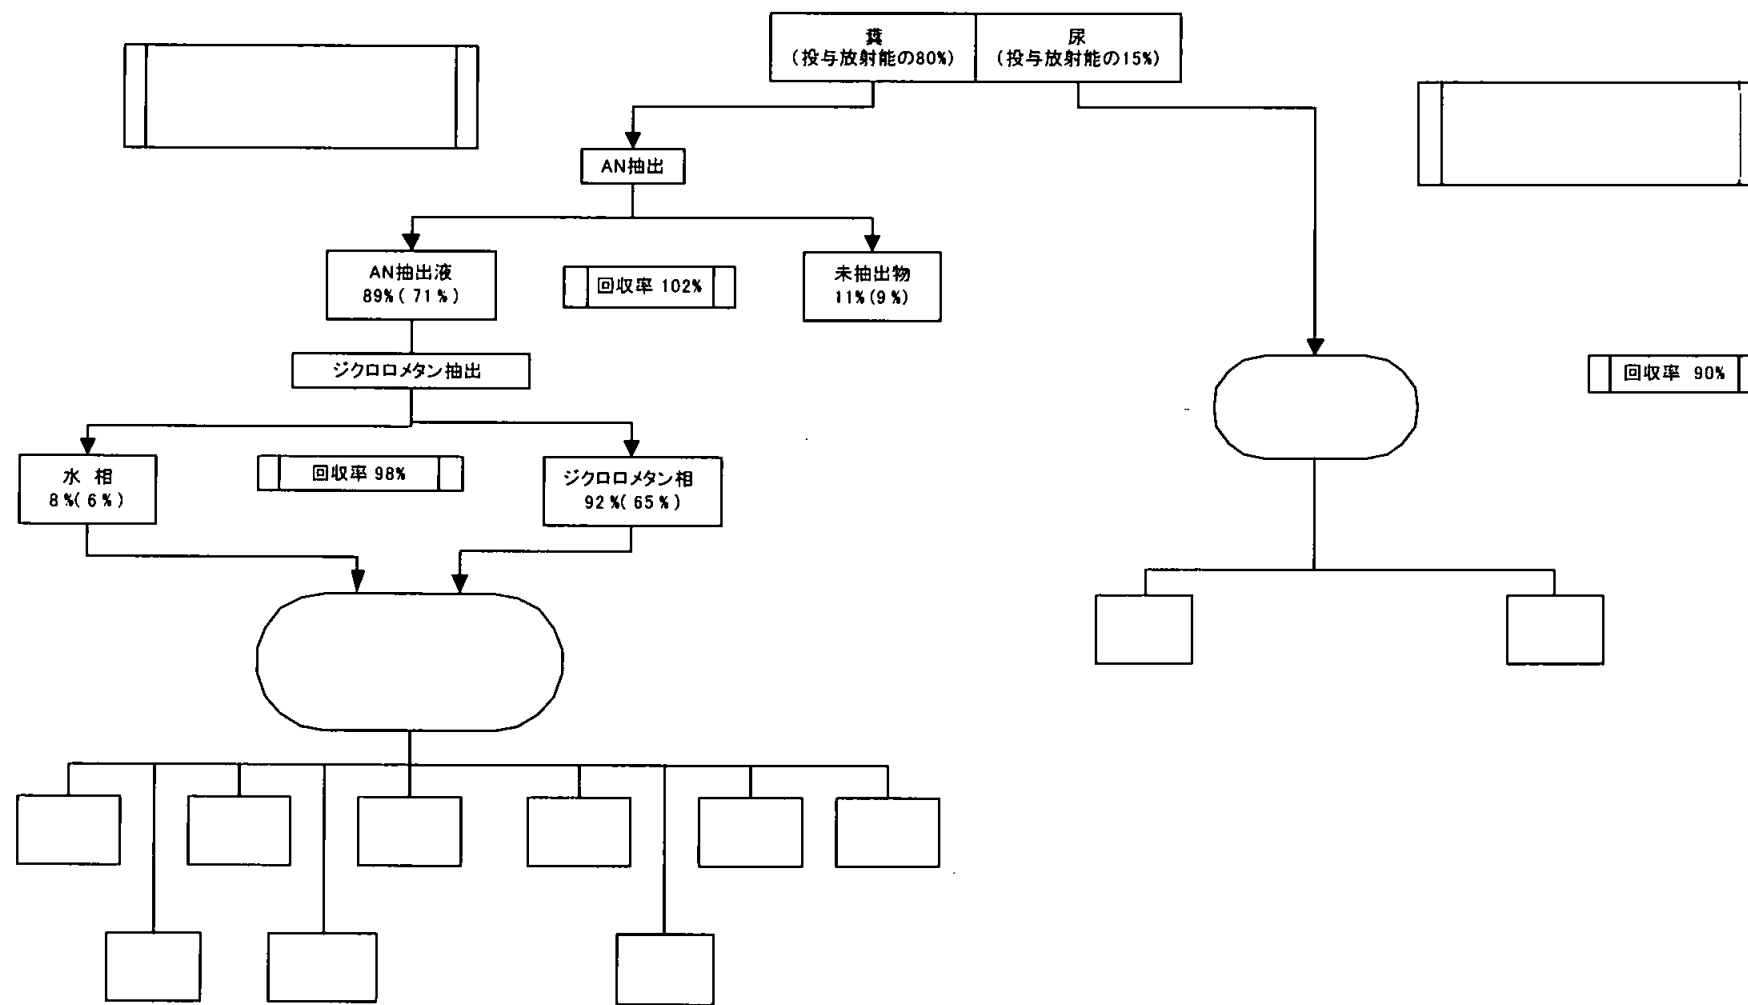 糞
(投与放射能の80%)
尿
(投与放射能の15%)
AN抽出
AN抽出液
89%(71%)
回収率 102%
未抽出物
11%(9%)
ジクロロメタン抽出
回収率 90%
水 相
8%(6%)
回収率 98%
ジクロロメタン相
92%(65%)